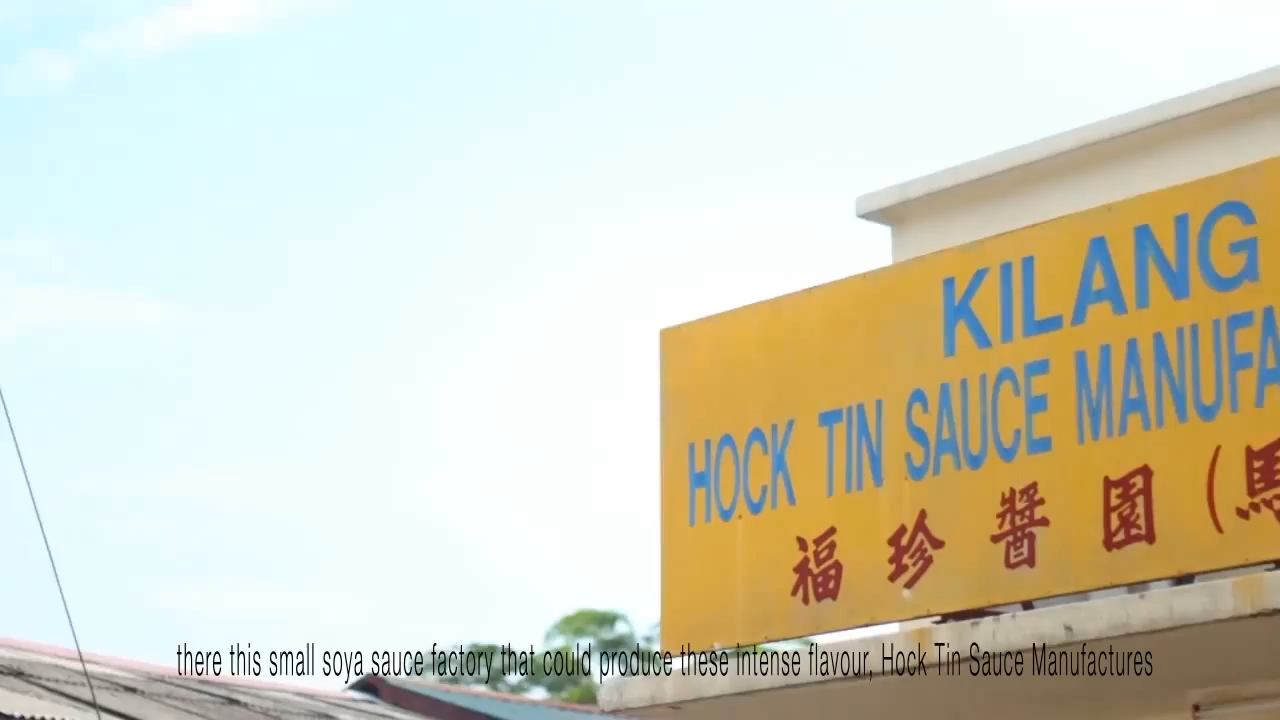 KILANG
HOCK TIN SAUCE MANUFA
福珍醬園（馬
there this small soya sauce factory that could produce these intense flavour, Hock Tin Sauce Manufactures